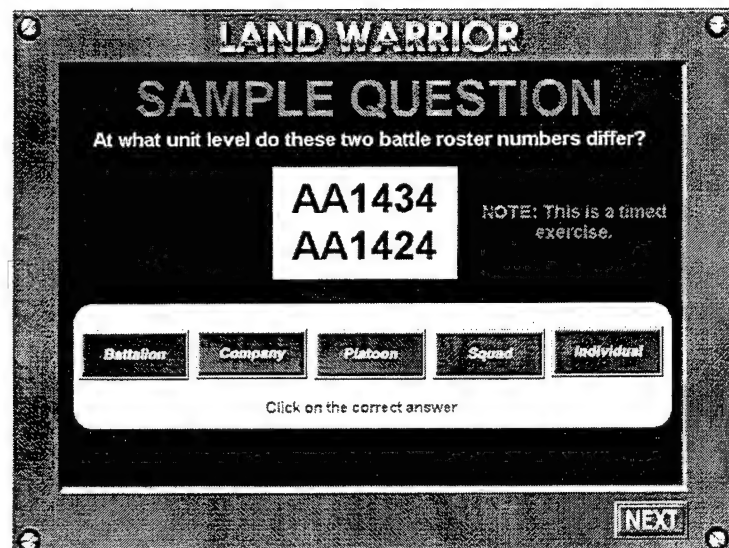 LAND WARRIOR
SAMPLE QUESTION
At what unit level do these two battle roster numbers differ?
AA1434
AA1424
NOTE: This is a timed
exercise.
Battalion
Company
Platoon
Squad
Individual
Click on the correct answer
NEXT